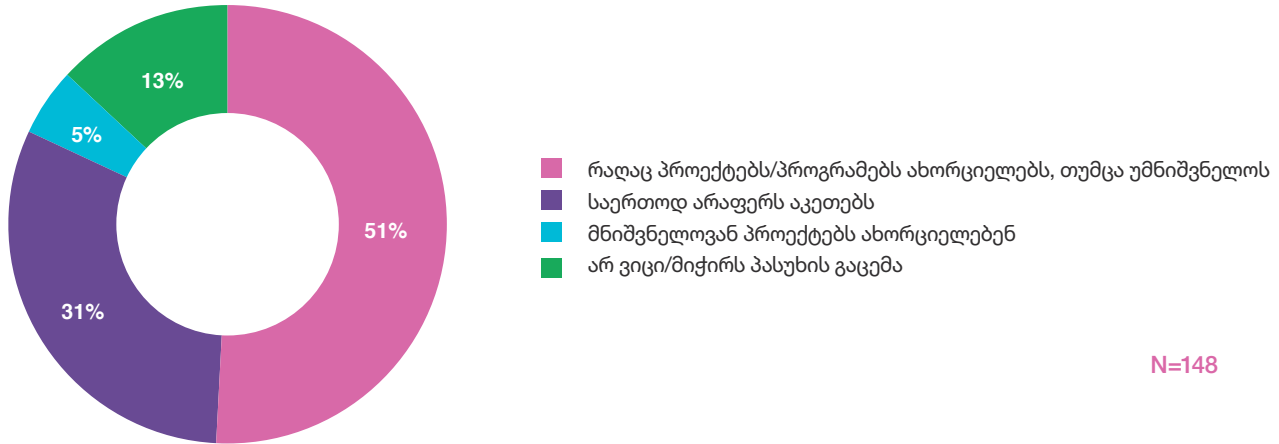 13%
5%
51%
31%
რაღაც პროექტებს/პროგრამებს ახორციელებს, თუმცა უმნიშვნელოს
საერთოდ არაფერს აკეთებს
მნიშვნელოვან პროექტებს ახორციელებენ
არ ვიცი/მიჭირს პასუხის გაცემა
N=148